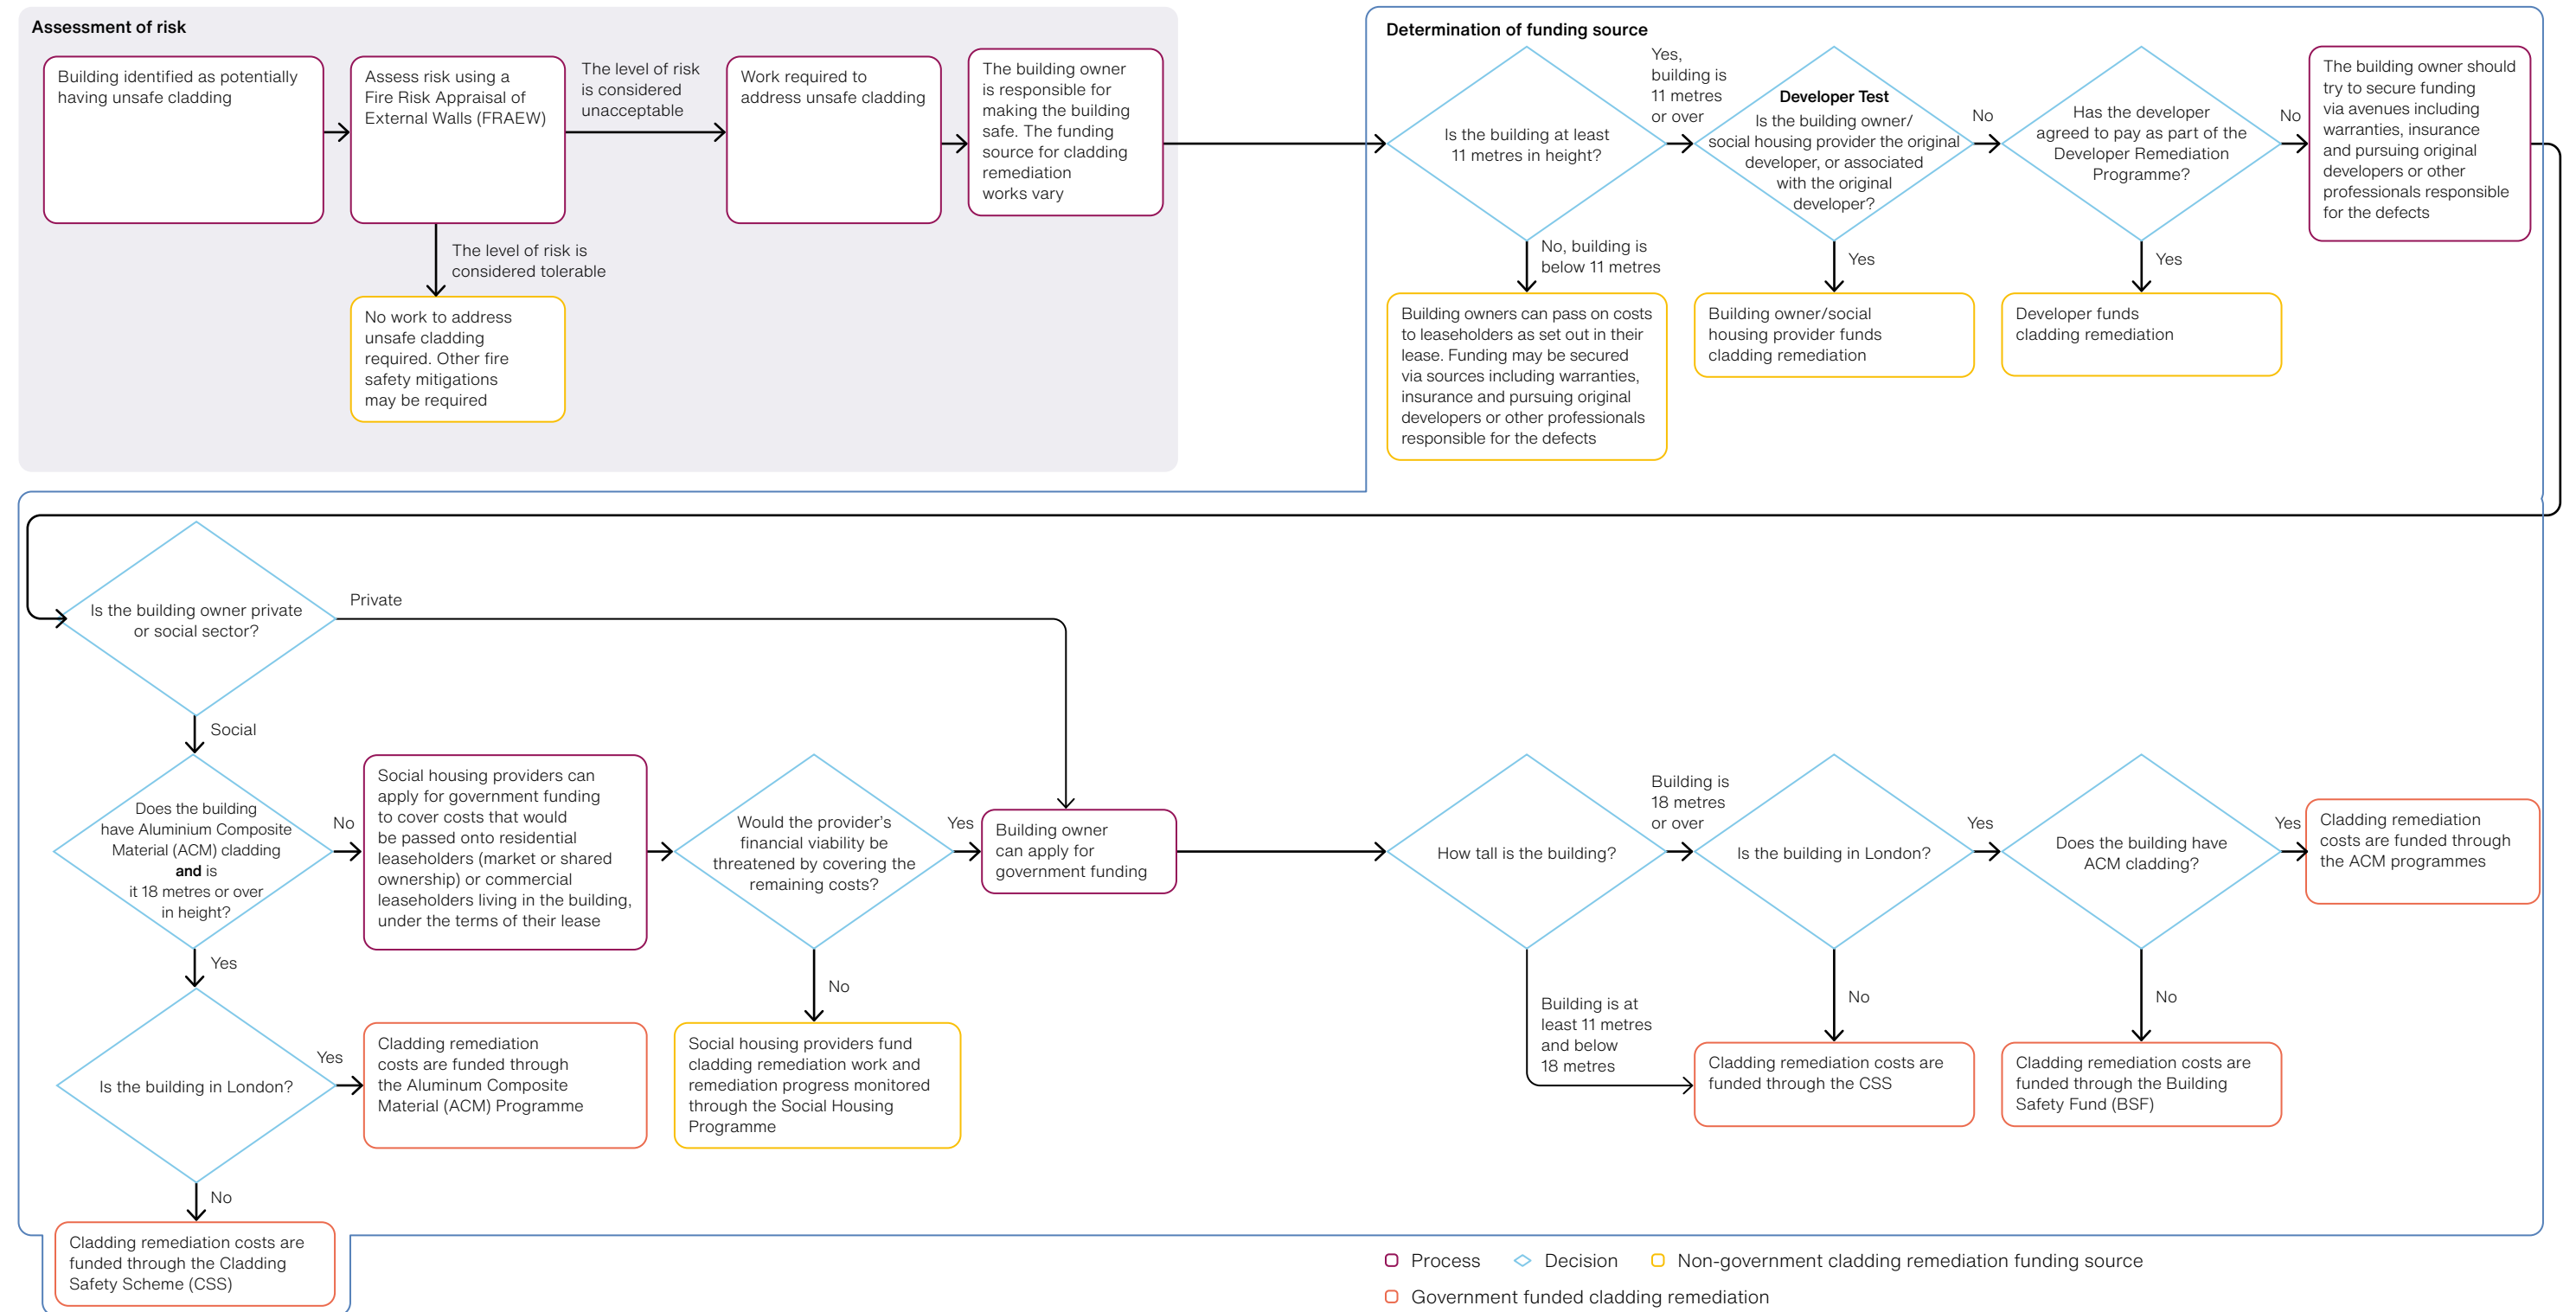 Assessment of risk
Building identified as potentially
having unsafe cladding
Assess risk using a
Fire Risk Appraisal of
External Walls (FRAEW)
The level of risk
is considered
unacceptable
Work required to
address unsafe cladding
The building owner
is responsible for
making the building
safe. The funding
source for cladding
remediation
works vary
The level of risk is
considered tolerable
No work to address
unsafe cladding
required. Other fire
safety mitigations
may be required
Determination of funding source
Is the building at least
11 metres in height?
Yes,
building is
11 metres
or over
Developer Test
Is the building owner/
social housing provider the original
developer, or associated
with the original
developer?
No
Has the developer
agreed to pay as part of the
Developer Remediation
Programme?
No
The building owner should
try to secure funding
via avenues including
warranties, insurance
and pursuing original
developers or other
professionals responsible
for the defects
No, building is
below 11 metres
Yes
Yes
Building owners can pass on costs
to leaseholders as set out in their
lease. Funding may be secured
via sources including warranties,
insurance and pursuing original
developers or other professionals
responsible for the defects
Building owner/social
housing provider funds
cladding remediation
Developer funds
cladding remediation
Is the building owner private
or social sector?
Private
Social
Does the building
have Aluminium Composite
Material (ACM) cladding
and is
it 18 metres or over
in height?
No
Social housing providers can
apply for government funding
to cover costs that would
be passed onto residential
leaseholders (market or shared
ownership) or commercial
leaseholders living in the building,
under the terms of their lease
Would the provider's
financial viability be
threatened by covering the
remaining costs?
Yes
Building owner
can apply for
government funding
How tall is the building?
Building is
18 metres
or over
Is the building in London?
Yes
Does the building have
ACM cladding?
Yes
Cladding remediation
costs are funded through
the ACM programmes
Yes
No
Building is at
least 11 metres
and below
18 metres
No
No
Is the building in London?
Yes
Cladding remediation
costs are funded through
the Aluminum Composite
Material (ACM) Programme
Social housing providers fund
cladding remediation work and
remediation progress monitored
through the Social Housing
Programme
Cladding remediation costs are
funded through the CSS
Cladding remediation costs are
funded through the Building
Safety Fund (BSF)
No
Cladding remediation costs are
funded through the Cladding
Safety Scheme (CSS)
Process
Decision
Non-government cladding remediation funding source
Government funded cladding remediation